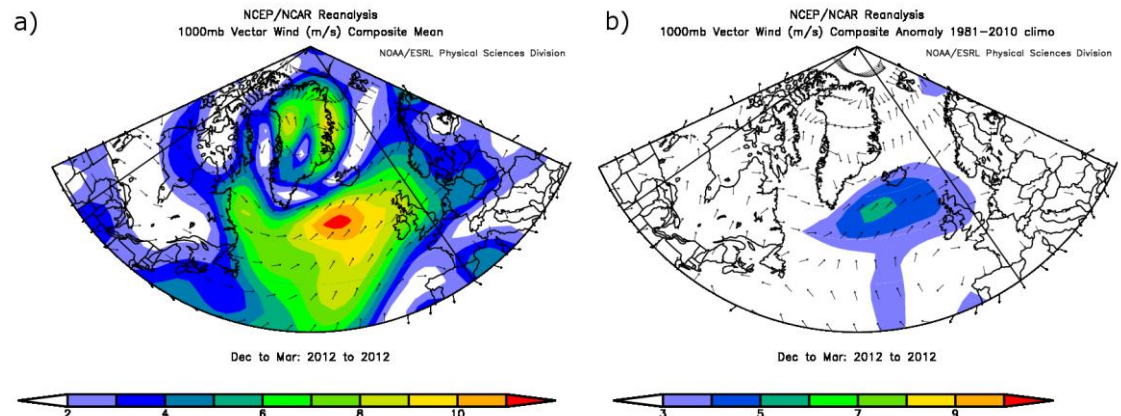 a)
NCEP/NCAR Reanalysis
1000mb Vector Wind (m/s) Composite Mean
NOAA/ESRL Physical Sciences Division
Dec to Mar: 2012 to 2012
2 4 6 8 10
b)
NCEP/NCAR Reanalysis
1000mb Vector Wind (m/s) Composite Anomaly 1981-2010 climo
NOAA/ESRL Physical Sciences Division
Dec to Mar: 2012 to 2012
3 5 7 9